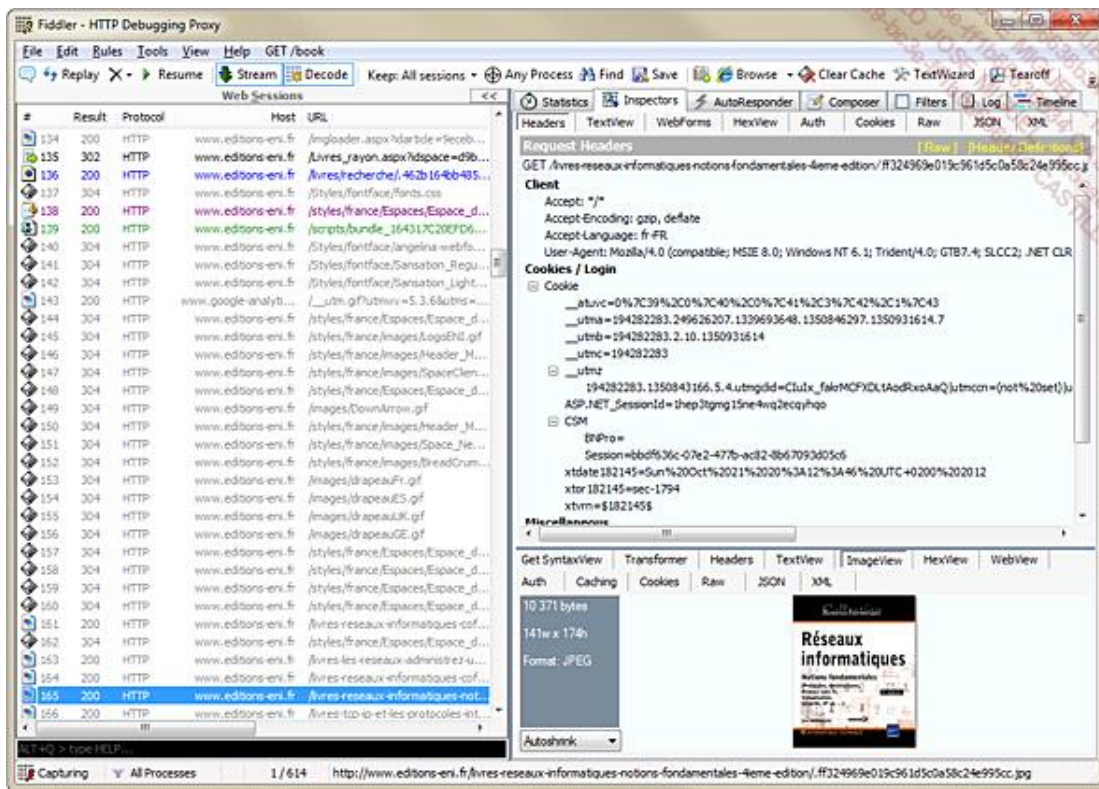 Fiddler - HTTP Debugging Proxy
File Edit Rules Tools View Help GET /book
Replay Resume Stream Decode Keep: All sessions Any Process Find Save Browse Clear Cache TextWizard Tearoff
Web Sessions <<
# Result Protocol Host URL
134 200 HTTP www.editions-eni.fr
135 302 HTTP www.editions-eni.fr /Livres_rayon.aspx?idspace=d9b...
136 200 HTTP www.editions-eni.fr /livres/recherche/.462b164bb485...
137 304 HTTP www.editions-eni.fr /Styles/fontface/fonts.css
138 200 HTTP www.editions-eni.fr /styles/france/Espaces/Espace_d...
139 200 HTTP www.editions-eni.fr /scripts/bundle_164317C20EFD6...
140 304 HTTP www.editions-eni.fr /Styles/fontface/angelina-webfo...
141 304 HTTP www.editions-eni.fr /Styles/fontface/Sansation_Regu...
142 304 HTTP www.editions-eni.fr /Styles/fontface/Sansation_Light...
143 200 HTTP www.google-analyti... /__utm.gif?utmwv=5.3.6&utms=...
144 304 HTTP www.editions-eni.fr /styles/france/Espaces/Espace_d...
145 304 HTTP www.editions-eni.fr /styles/france/images/LogoENI.gif
146 304 HTTP www.editions-eni.fr /styles/france/images/Header_M...
147 304 HTTP www.editions-eni.fr /styles/france/images/SpaceClien...
148 304 HTTP www.editions-eni.fr /styles/france/Espaces/Espace_d...
149 304 HTTP www.editions-eni.fr /images/DownArrow.gif
150 304 HTTP www.editions-eni.fr /styles/france/images/Header_M...
151 304 HTTP www.editions-eni.fr /styles/france/images/Space_Ne...
152 304 HTTP www.editions-eni.fr /styles/france/images/BreadCrum...
153 304 HTTP www.editions-eni.fr /images/drapeauFr.gif
154 304 HTTP www.editions-eni.fr /images/drapeauES.gif
155 304 HTTP www.editions-eni.fr /images/drapeauUK.gif
156 304 HTTP www.editions-eni.fr /images/drapeauGE.gif
157 304 HTTP www.editions-eni.fr /styles/france/Espaces/Espace_d...
158 304 HTTP www.editions-eni.fr /styles/france/Espaces/Espace_d...
159 304 HTTP www.editions-eni.fr /styles/france/Espaces/Espace_d...
160 304 HTTP www.editions-eni.fr /styles/france/Espaces/Espace_d...
161 200 HTTP www.editions-eni.fr /livres-reseaux-informatiques-cof...
162 304 HTTP www.editions-eni.fr /styles/france/Espaces/Espace_d...
163 200 HTTP www.editions-eni.fr /livres-les-reseaux-administrez-u...
164 200 HTTP www.editions-eni.fr /livres-reseaux-informatiques-cof...
165 200 HTTP www.editions-eni.fr /livres-reseaux-informatiques-not...
166 200 HTTP www.editions-eni.fr /livres-tcp-ip-et-les-protocoles-int...
ALT+Q > type HELP...
Statistics Inspectors AutoResponder Composer Filters Log Timeline
Headers TextView WebForms HexView Auth Cookies Raw JSON XML
Request Headers [Raw] [Header Definitions]
GET /livres-reseaux-informatiques-notions-fondamentales-4ieme-edition/.ff324969e019c961d5c0a58c24e995cc.j
Client
Accept: */*
Accept-Encoding: gzip, deflate
Accept-Language: fr-FR
User-Agent: Mozilla/4.0 (compatible; MSIE 8.0; Windows NT 6.1; Trident/4.0; GTB7.4; SLCC2; .NET CLR
Cookies / Login
Cookie
__atuvc=0%7C39%2C0%7C40%2C0%7C41%2C3%7C42%2C1%7C43
__utma=194282283.249626207.1339693648.1350846297.1350931614.7
__utmb=194282283.2.10.1350931614
__utmc=194282283
__utmz
ASP.NET_SessionId=1hep3tgmg15ne4wq2ecqyhqo
CSM
BNPro=
Session=bbdf636c-07e2-477b-ac82-8b67093d05c6
xtdate182145=Sun%20Oct%2021%2020%3A12%3A46%20UTC+0200%202012
xtor182145=sec-1794
xtvrn=$182145$
Miscellaneous
Get SyntaxView Transformer Headers TextView ImageView HexView WebView
Auth Caching Cookies Raw JSON XML
10 371 bytes
141w x 174h
Format: JPEG
Autoshrink
Réseaux
informatiques
Notions fondamentales
Capturing All Processes 1 / 614 http://www.editions-eni.fr/livres-reseaux-informatiques-notions-fondamentales-4ieme-edition/.ff324969e019c961d5c0a58c24e995cc.jpg